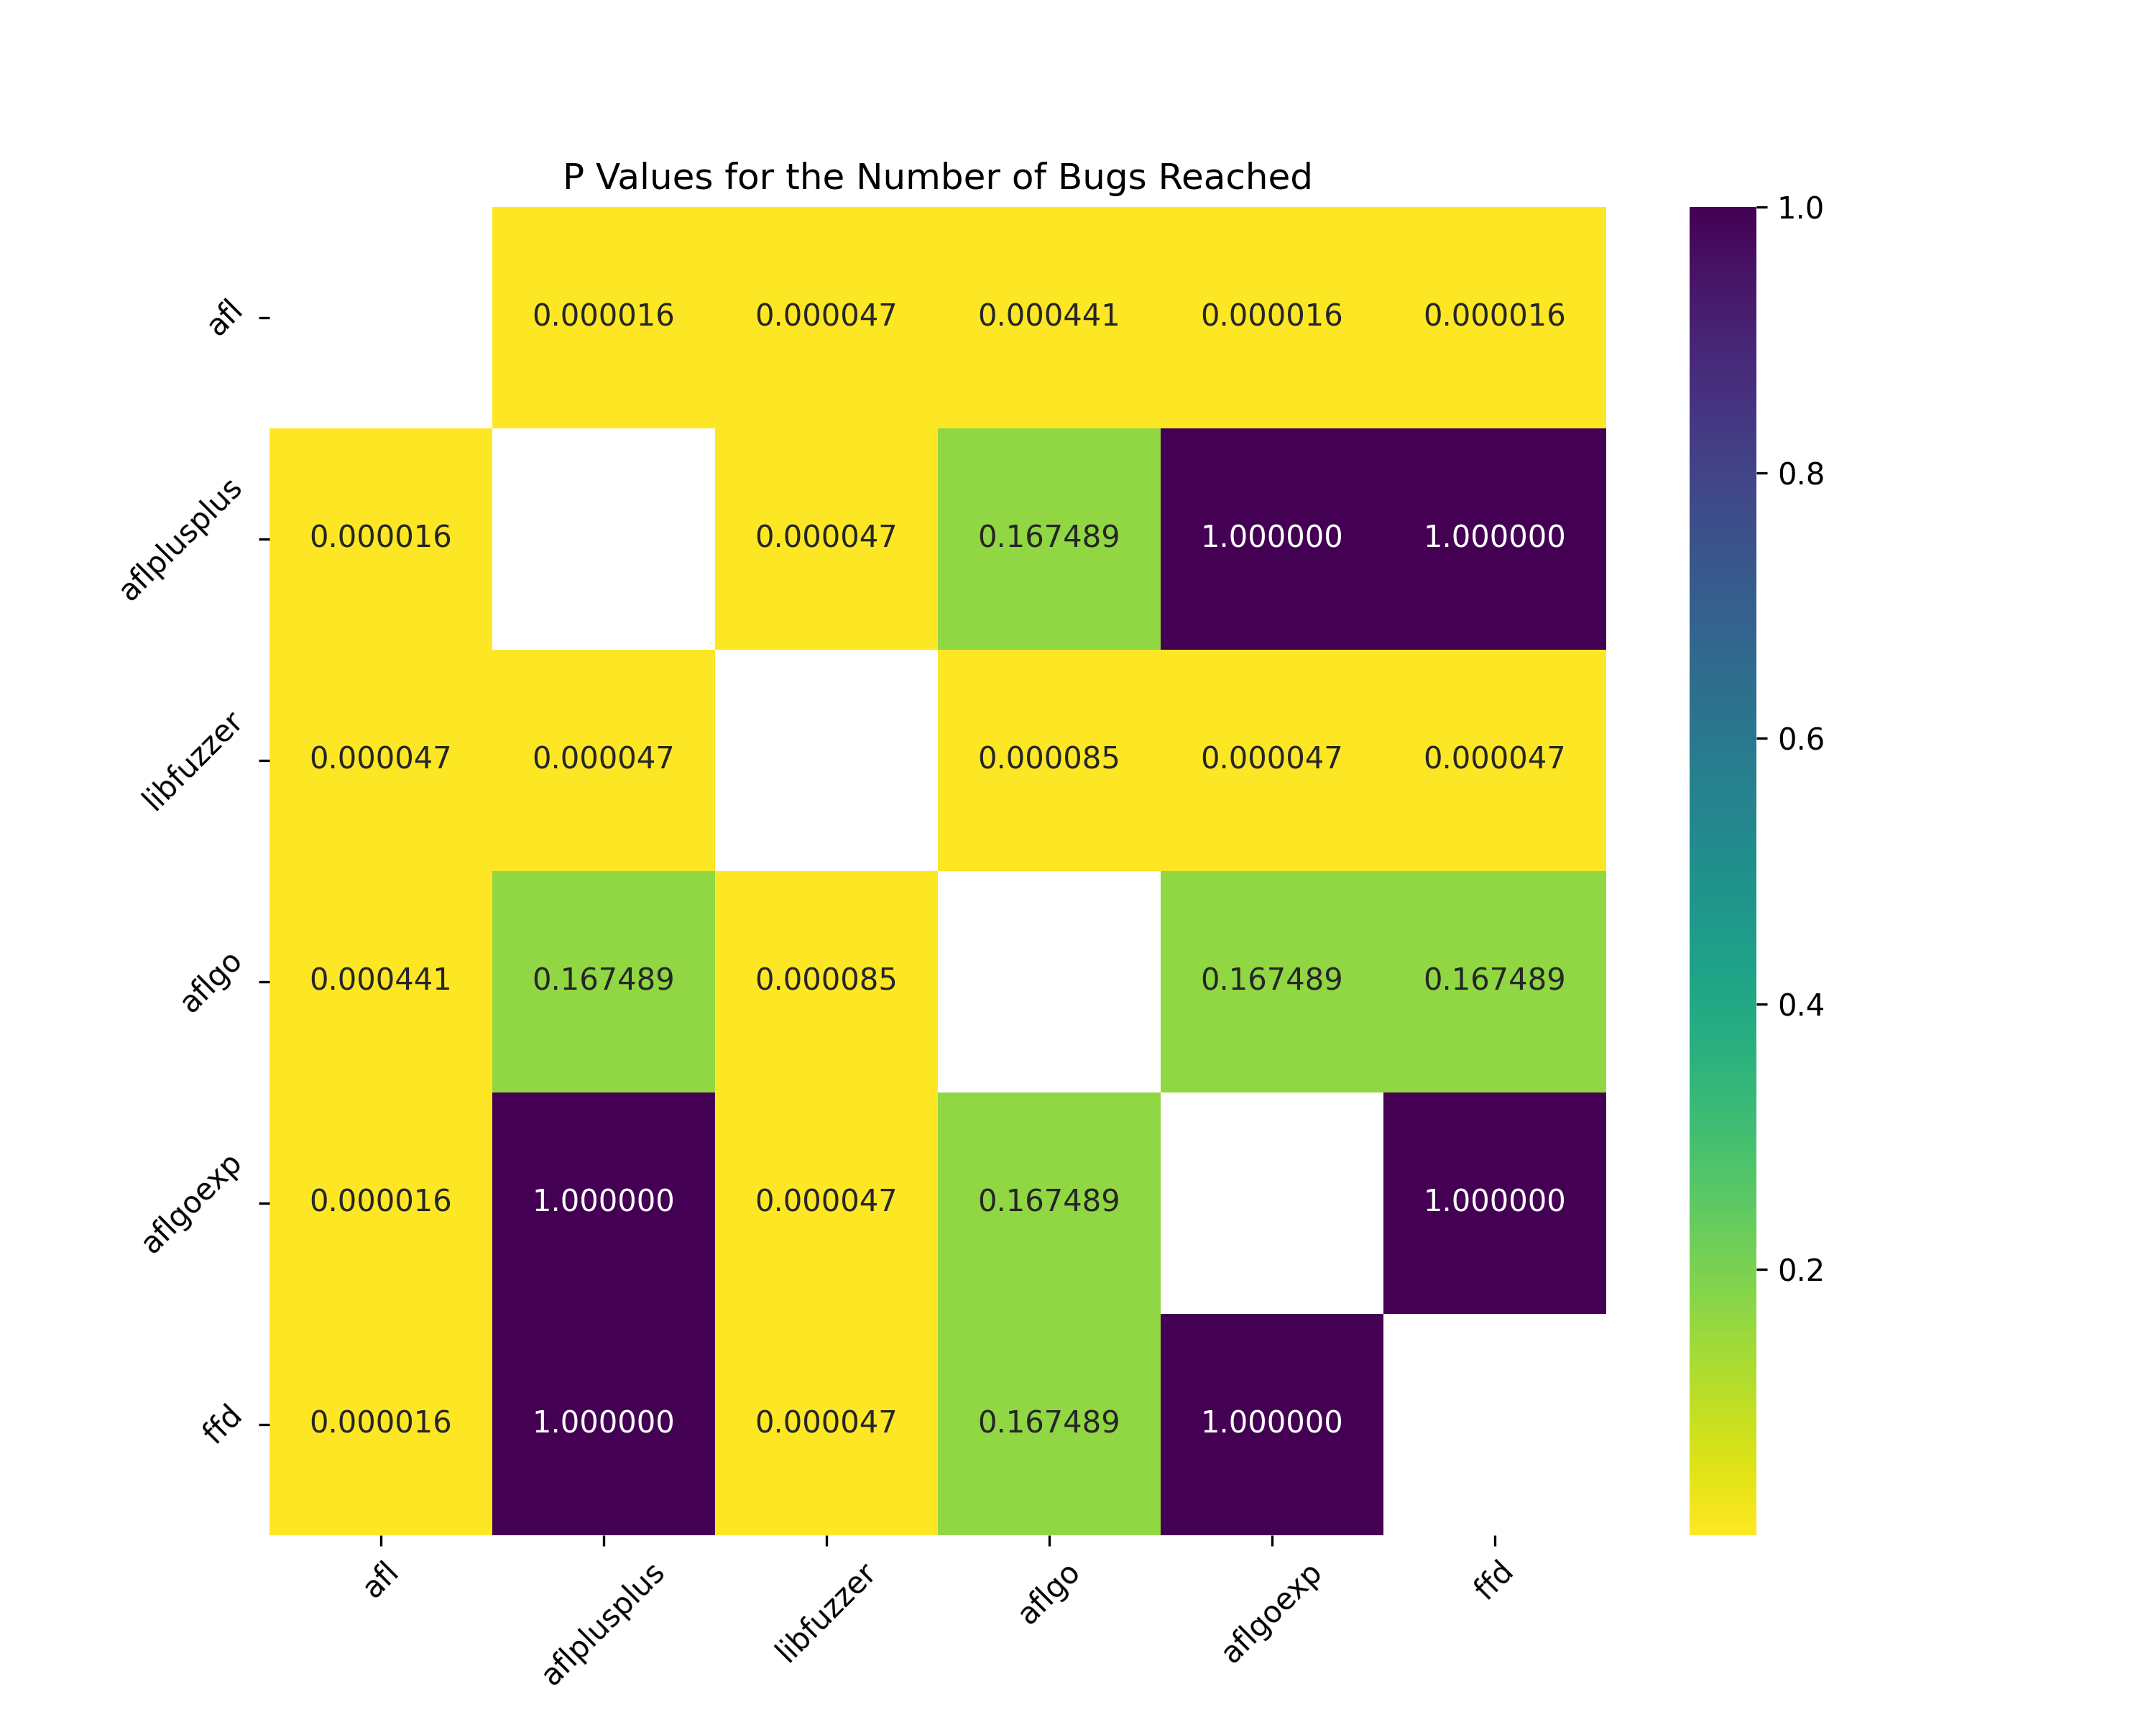 P Values for the Number of Bugs Reached
afl
0.000016 0.000047 0.000441 0.000016 0.000016
aflplusplus
0.000016 0.000047 0.167489 1.000000 1.000000
libfuzzer
0.000047 0.000047 0.000085 0.000047 0.000047
aflgo
0.000441 0.167489 0.000085 0.167489 0.167489
aflgoexp
0.000016 1.000000 0.000047 0.167489 1.000000
ffd
0.000016 1.000000 0.000047 0.167489 1.000000
afl
aflplusplus
libfuzzer
aflgo
aflgoexp
ffd
1.0
0.8
0.6
0.4
0.2